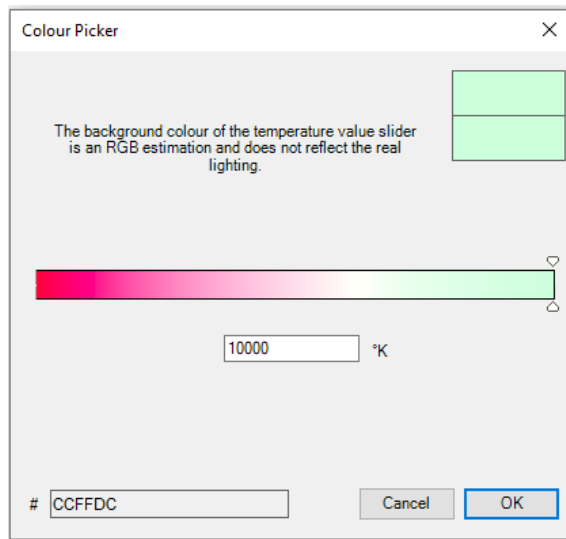 Colour Picker
The background colour of the temperature value slider
is an RGB estimation and does not reflect the real
lighting.
10000 °K
# CCFFDC Cancel OK